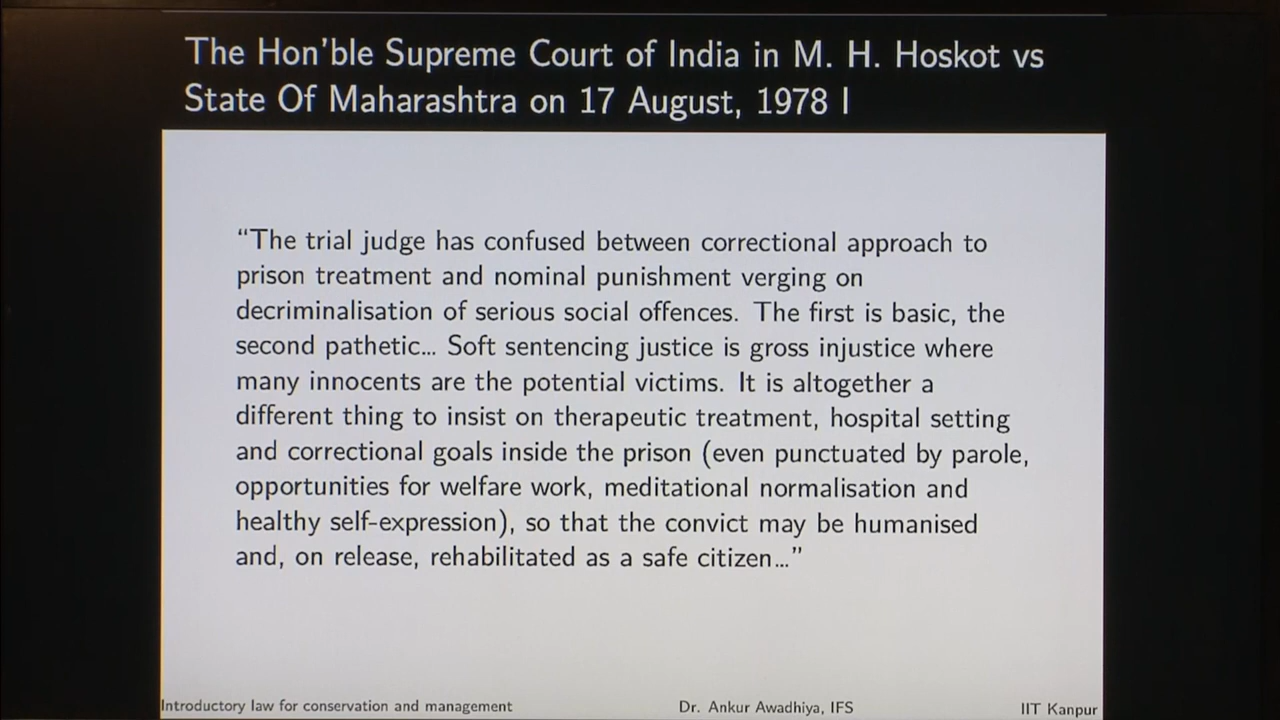 The Hon'ble Supreme Court of India in M. H. Hoskot vs
State Of Maharashtra on 17 August, 1978 I
“The trial judge has confused between correctional approach to
prison treatment and nominal punishment verging on
decriminalisation of serious social offences. The first is basic, the
second pathetic... Soft sentencing justice is gross injustice where
many innocents are the potential victims. It is altogether a
different thing to insist on therapeutic treatment, hospital setting
and correctional goals inside the prison (even punctuated by parole,
opportunities for welfare work, meditational normalisation and
healthy self-expression), so that the convict may be humanised
and, on release, rehabilitated as a safe citizen...”
Introductory law for conservation and management Dr. Ankur Awadhiya, IFS IIT Kanpur